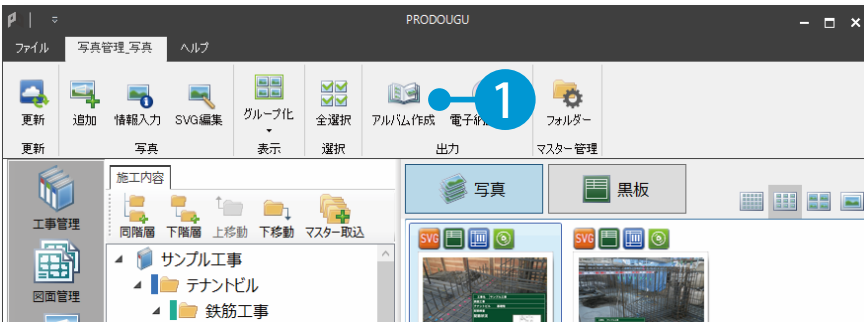 PRODOUGU
ファイル 写真管理_写真 ヘルプ
更新 追加 情報入力 SVG編集 グループ化 全選択 アルバム作成 電子納 フォルダー
1
更新 写真 表示 選択 出力 マスター管理
工事管理
図面管理
施工内容
同階層 下階層 上移動 下移動 マスター取込
サンプル工事
テナントビル
鉄筋工事
写真 黒板
SVG SVG